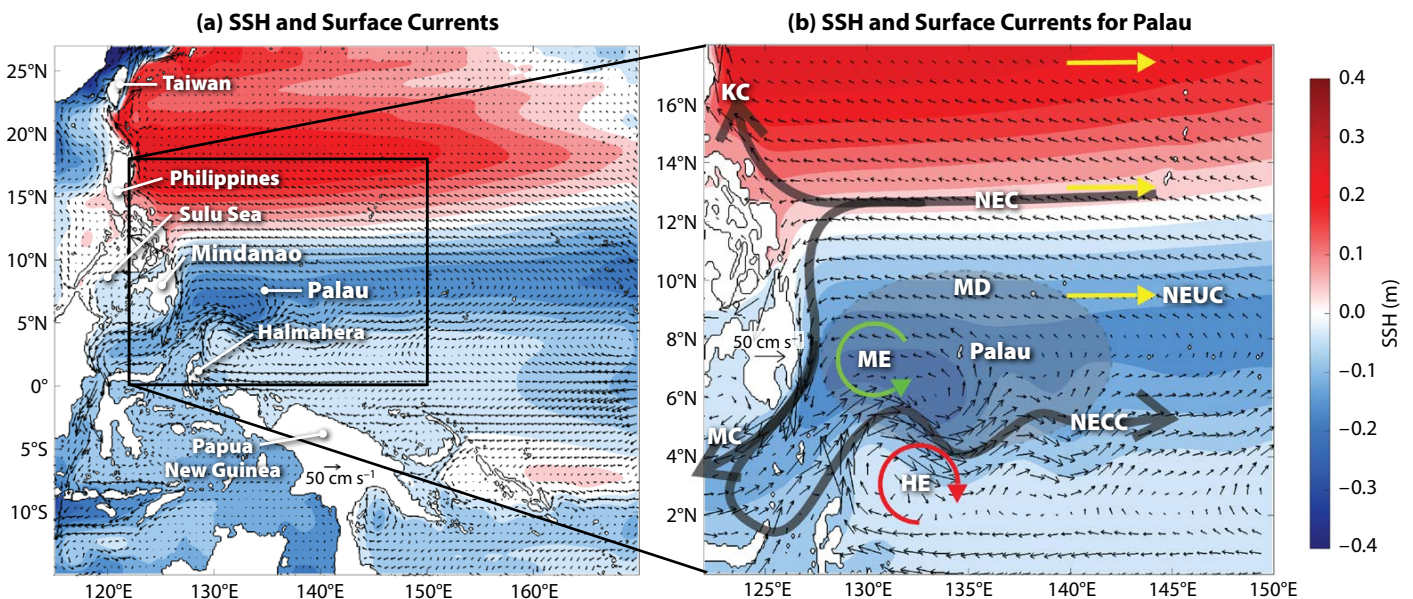 (a) SSH and Surface Currents
25°N
20°N
15°N
10°N
5°N
0°
5°S
10°S
120°E
130°E
140°E
150°E
160°E
Taiwan
Philippines
Sulu Sea
Mindanao
Palau
Halmahera
Papua
New Guinea
50 cm s⁻¹
(b) SSH and Surface Currents for Palau
16°N
14°N
12°N
10°N
8°N
6°N
4°N
2°N
125°E
130°E
135°E
140°E
145°E
150°E
KC
NEC
MD
NEUC
50 cm s⁻¹
ME
Palau
NECC
MC
HE
0.4
0.3
0.2
0.1
0.0
−0.1
−0.2
−0.3
−0.4
SSH (m)